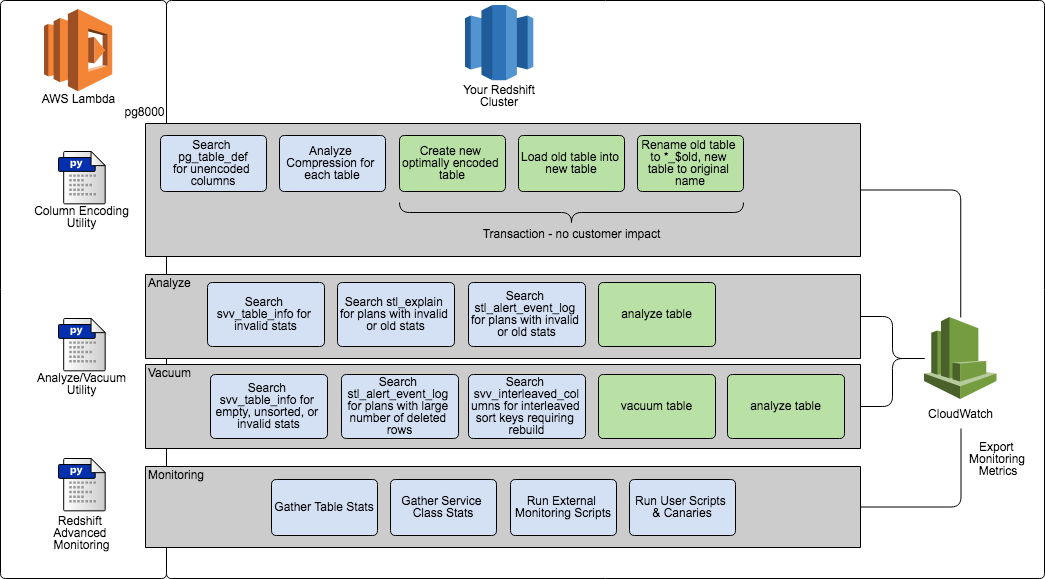 AWS Lambda
Your Redshift
Cluster
pg8000
Search
pg_table_def
for unencoded
columns
Analyze
Compression for
each table
Create new
optimally encoded
table
Load old table into
new table
Rename old table
to *_$old, new
table to original
name
Transaction - no customer impact
py
Column Encoding
Utility
Analyze
Search
svv_table_info for
invalid stats
Search stl_explain
for plans with invalid
or old stats
Search
stl_alert_event_log
for plans with invalid
or old stats
analyze table
py
Analyze/Vacuum
Utility
Vacuum
Search
svv_table_info for
empty, unsorted, or
invalid stats
Search
stl_alert_event_log
for plans with large
number of deleted
rows
Search
svv_interleaved_co
umns for interleaved
sort keys requiring
rebuild
vacuum table
analyze table
CloudWatch
Export
Monitoring
Metrics
py
Redshift
Advanced
Monitoring
Monitoring
Gather Table Stats
Gather Service
Class Stats
Run External
Monitoring Scripts
Run User Scripts
& Canaries